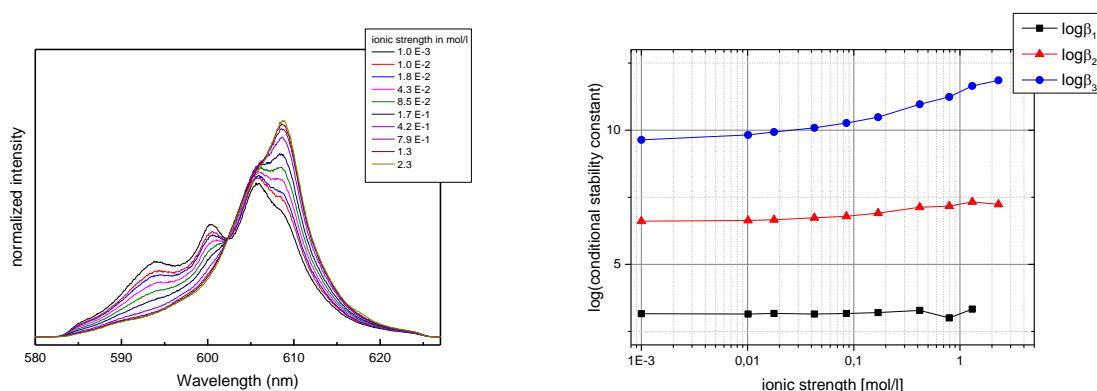 ionic strength in mol/l
1.0 E-3
1.0 E-2
1.8 E-2
4.3 E-2
8.5 E-2
1.7 E-1
4.2 E-1
7.9 E-1
1.3
2.3
normalized intensity
580
590
600
610
620
Wavelength (nm)
logβ1
logβ2
logβ3
log(conditional stability constant)
10
5
1E-3
0,01
0,1
1
ionic strength [mol/l]